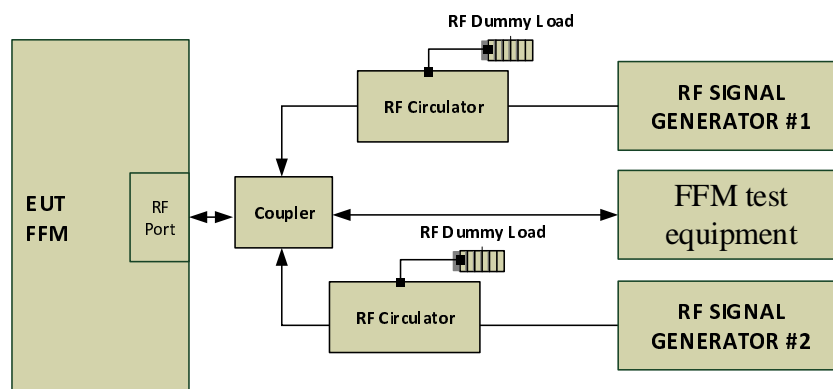 RF Dummy Load
RF Circulator
RF SIGNAL
GENERATOR #1
EUT
FFM
RF
Port
Coupler
FFM test
equipment
RF Dummy Load
RF Circulator
RF SIGNAL
GENERATOR #2